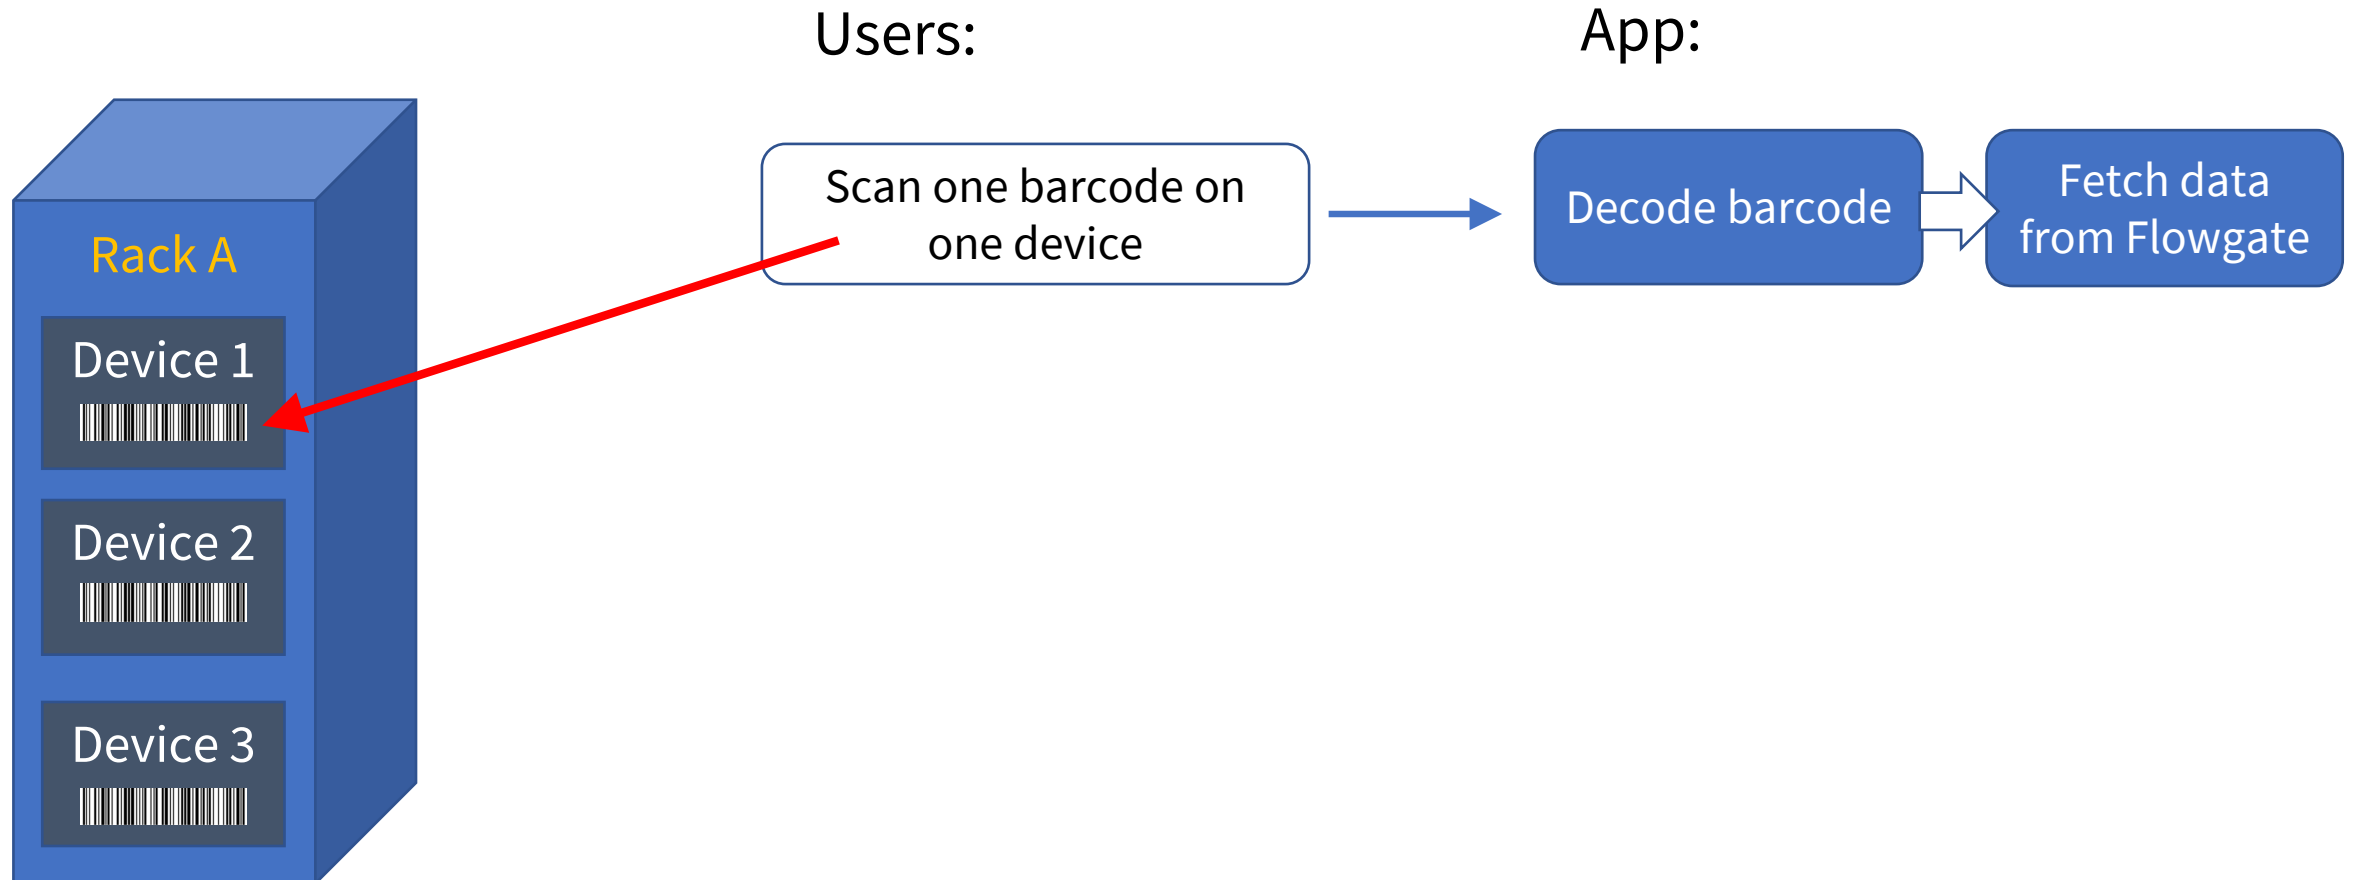 Users:
App:
Scan one barcode on
one device
Decode barcode
Fetch data
from Flowgate
Rack A
Device 1
Device 2
Device 3